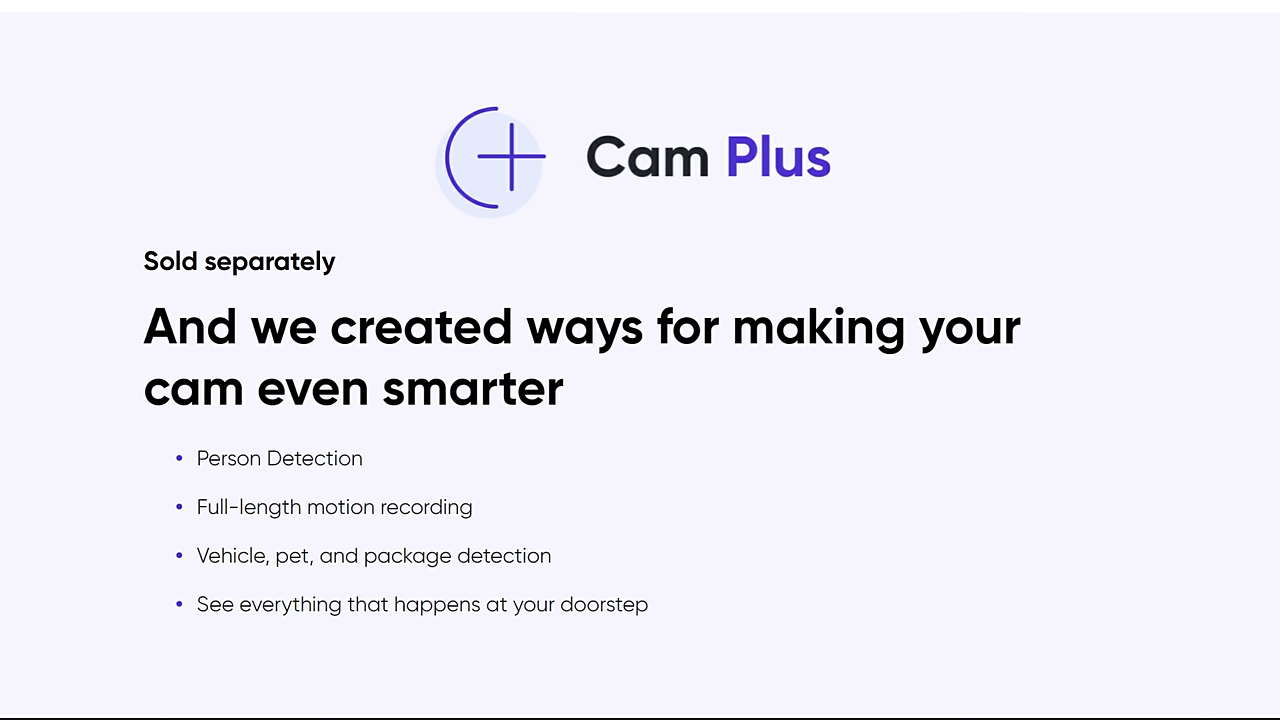 Cam Plus
Sold separately
And we created ways for making your
cam even smarter
• Person Detection
• Full-length motion recording
• Vehicle, pet, and package detection
• See everything that happens at your doorstep